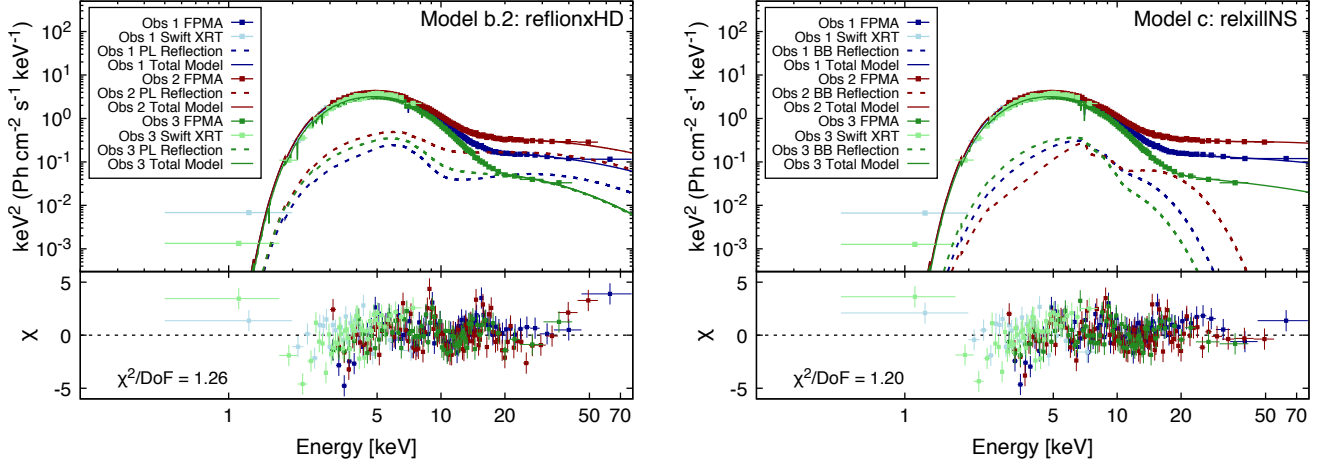 Model b.2: reflionxHD
Obs 1 FPMA
Obs 1 Swift XRT
Obs 1 PL Reflection
Obs 1 Total Model
Obs 2 FPMA
Obs 2 PL Reflection
Obs 2 Total Model
Obs 3 FPMA
Obs 3 Swift XRT
Obs 3 PL Reflection
Obs 3 Total Model
keV² (Ph cm⁻² s⁻¹ keV⁻¹)
10²
10¹
10⁰
10⁻¹
10⁻²
10⁻³
χ
5
0
-5
χ²/DoF = 1.26
1 5 10 20 50 70
Energy [keV]
Model c: relxillNS
Obs 1 FPMA
Obs 1 Swift XRT
Obs 1 BB Reflection
Obs 1 Total Model
Obs 2 FPMA
Obs 2 BB Reflection
Obs 2 Total Model
Obs 3 FPMA
Obs 3 Swift XRT
Obs 3 BB Reflection
Obs 3 Total Model
keV² (Ph cm⁻² s⁻¹ keV⁻¹)
10²
10¹
10⁰
10⁻¹
10⁻²
10⁻³
χ
5
0
-5
χ²/DoF = 1.20
1 5 10 20 50 70
Energy [keV]